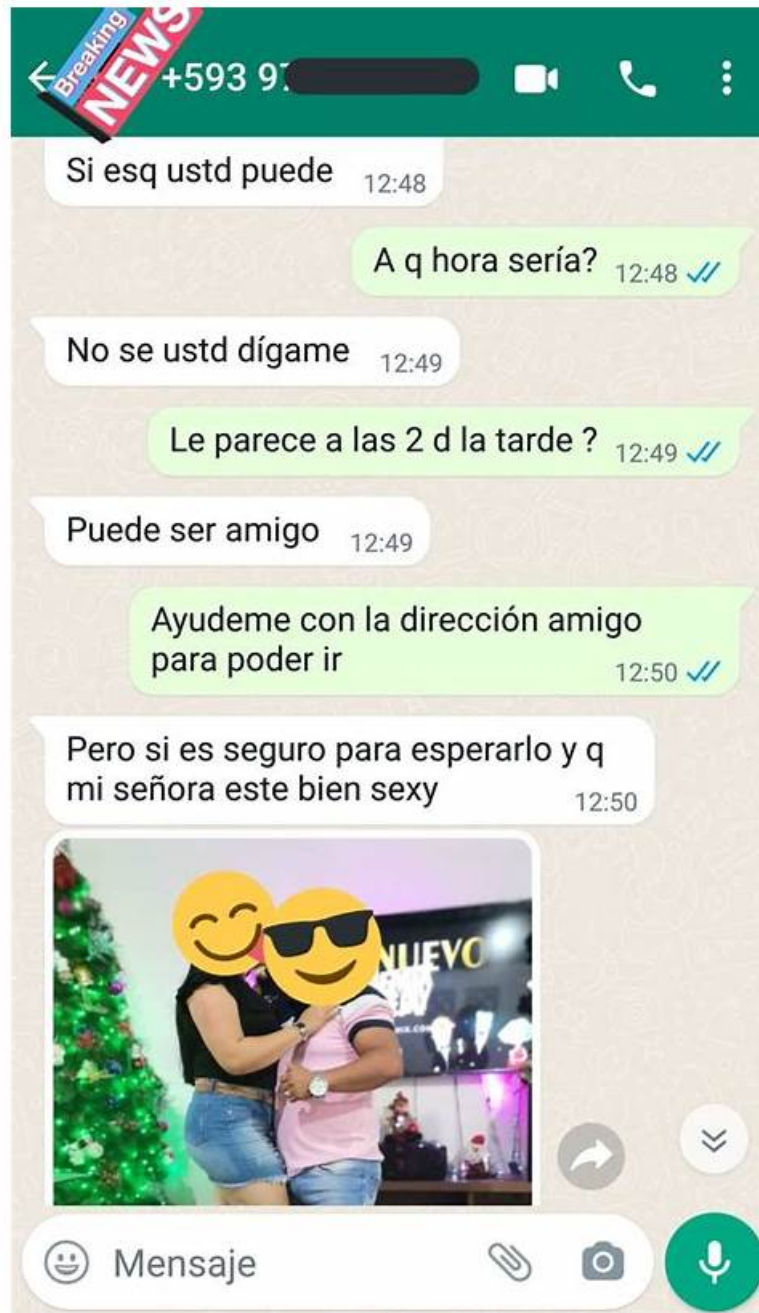 Breaking
NEWS
+593 97
Si esq ustd puede 12:48
A q hora sería? 12:48
No se ustd dígame 12:49
Le parece a las 2 d la tarde ? 12:49
Puede ser amigo 12:49
Ayudeme con la dirección amigo
para poder ir 12:50
Pero si es seguro para esperarlo y q
mi señora este bien sexy 12:50
NUEVO
Mensaje